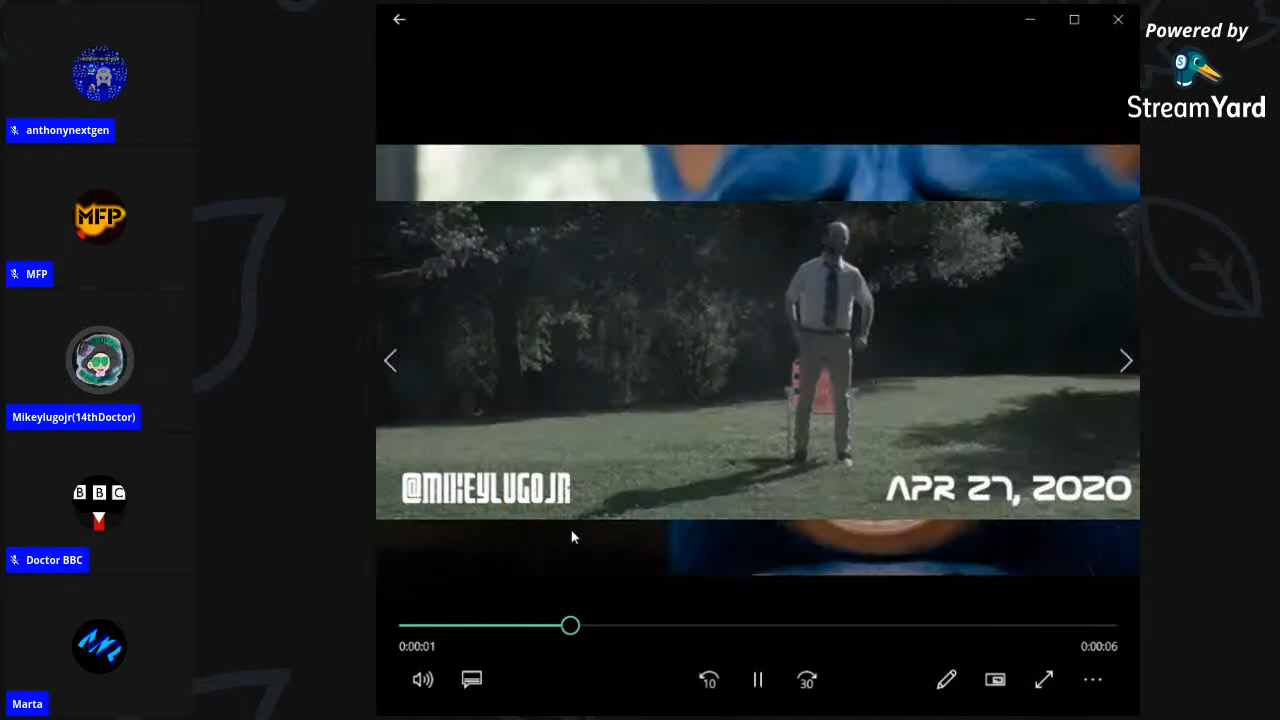 Powered by
StreamYard
anthonynextgen
MFP
MFP
Mikeylugojr(14thDoctor)
BBC
Doctor BBC
Marta
@MIKEYLUGOJR
APR 27, 2020
0:00:01
0:00:06
10
30